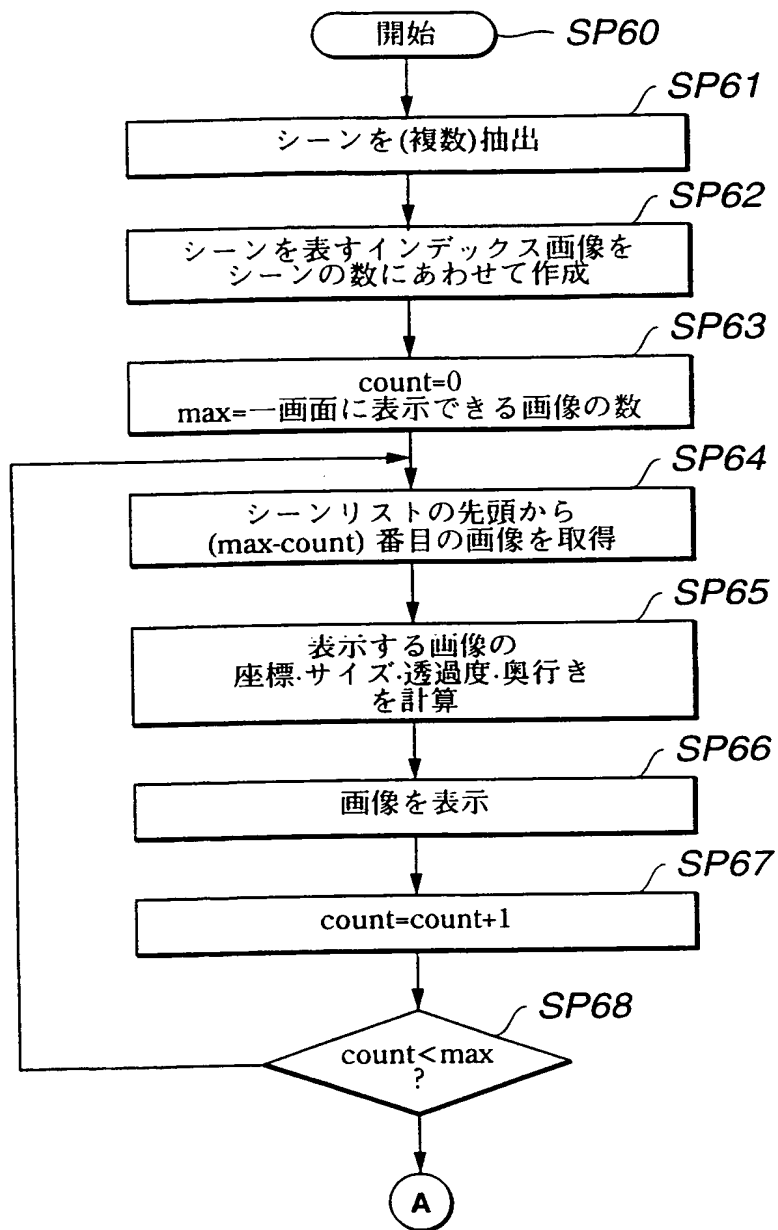 開始
SP60
SP61
シーンを(複数)抽出
SP62
シーンを表すインデックス画像を
シーンの数にあわせて作成
SP63
count=0
max=一画面に表示できる画像の数
SP64
シーンリストの先頭から
(max-count) 番目の画像を取得
SP65
表示する画像の
座標·サイズ·透過度·奥行き
を計算
SP66
画像を表示
SP67
count=count+1
SP68
count<max
?
A